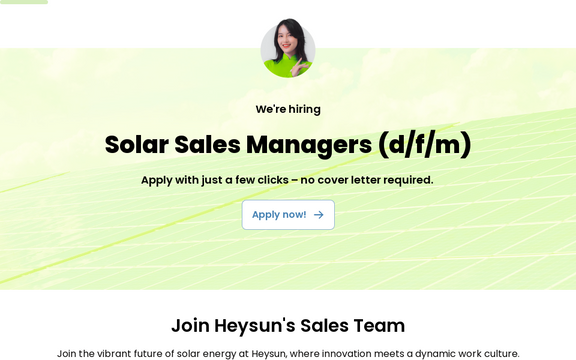 We're hiring
Solar Sales Managers (d/f/m)
Apply with just a few clicks – no cover letter required.
Apply now!
Join Heysun's Sales Team
Join the vibrant future of solar energy at Heysun, where innovation meets a dynamic work culture.